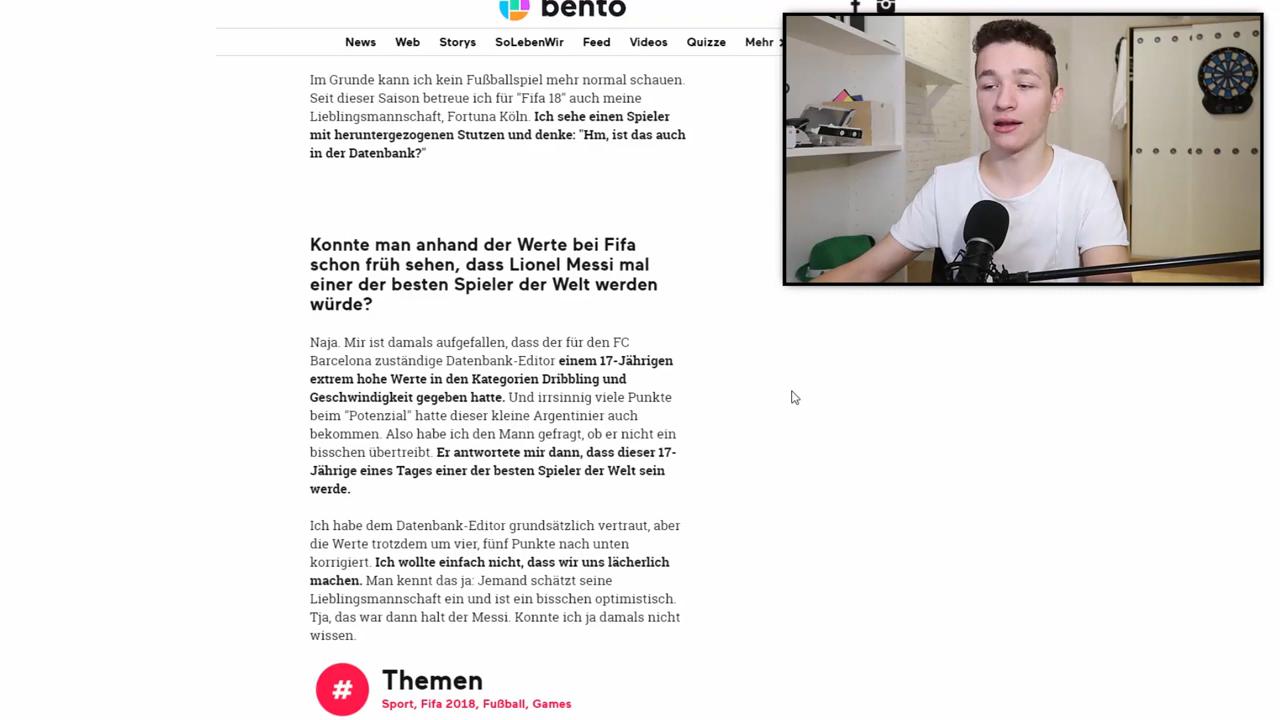 bento
News Web Storys SoLebenWir Feed Videos Quizze Mehr
Im Grunde kann ich kein Fußballspiel mehr normal schauen.
Seit dieser Saison betreue ich für "Fifa 18" auch meine
Lieblingsmannschaft, Fortuna Köln. Ich sehe einen Spieler
mit heruntergezogenen Stutzen und denke: "Hm, ist das auch
in der Datenbank?"
Konnte man anhand der Werte bei Fifa
schon früh sehen, dass Lionel Messi mal
einer der besten Spieler der Welt werden
würde?
Naja. Mir ist damals aufgefallen, dass der für den FC
Barcelona zuständige Datenbank-Editor einem 17-Jährigen
extrem hohe Werte in den Kategorien Dribbling und
Geschwindigkeit gegeben hatte. Und irrsinnig viele Punkte
beim "Potenzial" hatte dieser kleine Argentinier auch
bekommen. Also habe ich den Mann gefragt, ob er nicht ein
bisschen übertreibt. Er antwortete mir dann, dass dieser 17-
Jährige eines Tages einer der besten Spieler der Welt sein
werde.
Ich habe dem Datenbank-Editor grundsätzlich vertraut, aber
die Werte trotzdem um vier, fünf Punkte nach unten
korrigiert. Ich wollte einfach nicht, dass wir uns lächerlich
machen. Man kennt das ja: Jemand schätzt seine
Lieblingsmannschaft ein und ist ein bisschen optimistisch.
Tja, das war dann halt der Messi. Konnte ich ja damals nicht
wissen.
# Themen
Sport, Fifa 2018, Fußball, Games